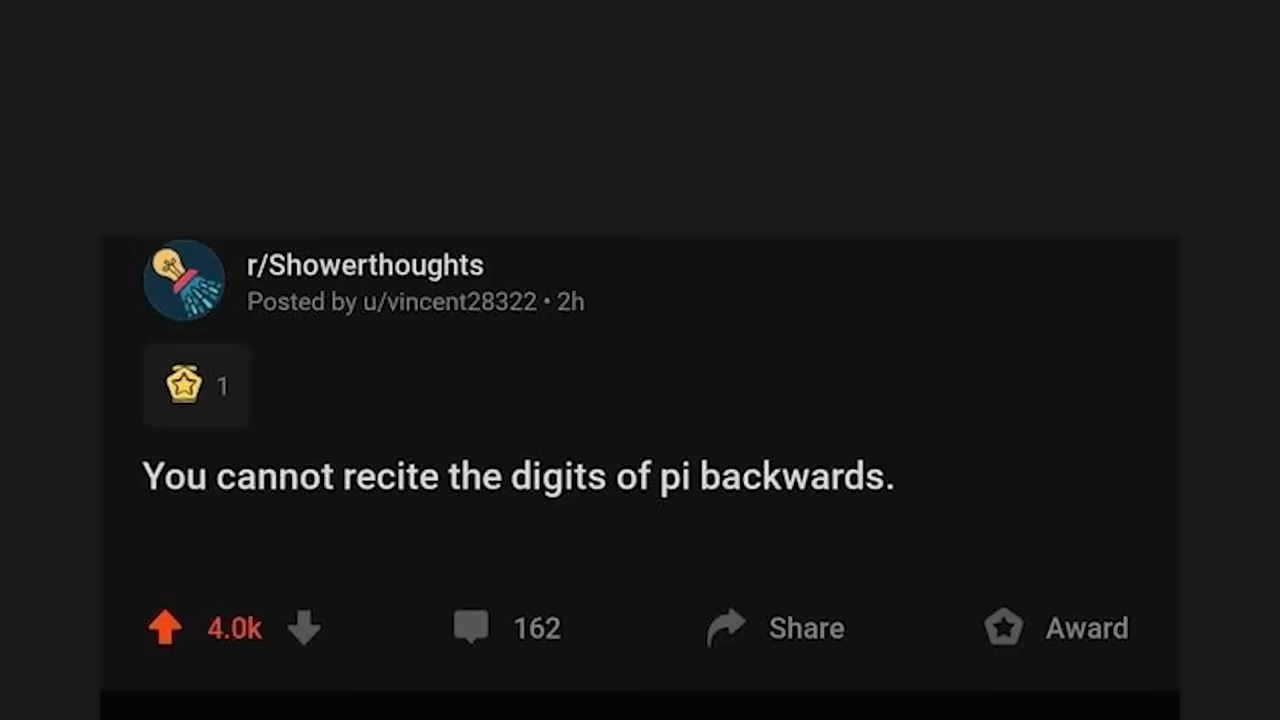 r/Showerthoughts
Posted by u/vincent28322 • 2h
1
You cannot recite the digits of pi backwards.
4.0k 162 Share Award